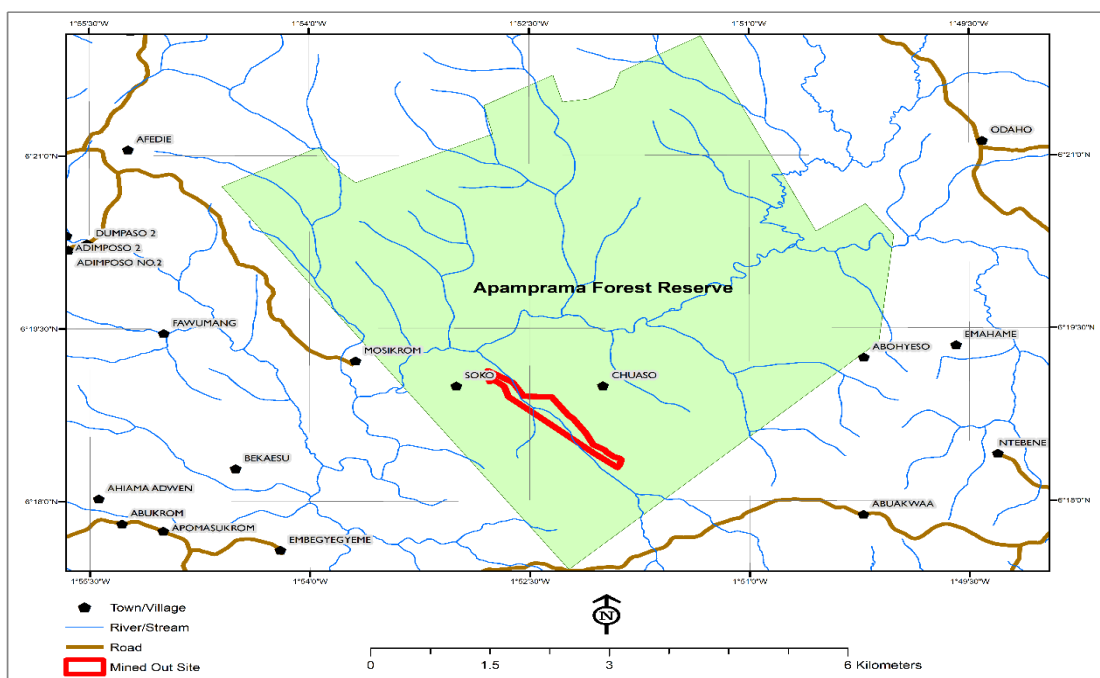 1°55'30"W 1°54'0"W 1°52'30"W 1°51'0"W 1°49'30"W
ODAHO
AFEDIE
6°21'0"N 6°21'0"N
DUMPASO 2
ADIMPOSO 2
ADIMPOSO NO.2
Apamprama Forest Reserve
6°19'30"N 6°19'30"N
FAWUMANG
EMAHAME
MOSIKROM
ABOHYESO
SOKO
CHUASO
NTEBENE
BEKAESU
AHIAMA ADWEN
6°18'0"N 6°18'0"N
ABUAKWAA
ABUKROM
APOMASUKROM
EMBEGYEGYEME
1°55'30"W 1°54'0"W 1°52'30"W 1°51'0"W 1°49'30"W
Town/Village
River/Stream
Road
Mined Out Site
N
0 1.5 3 6 Kilometers